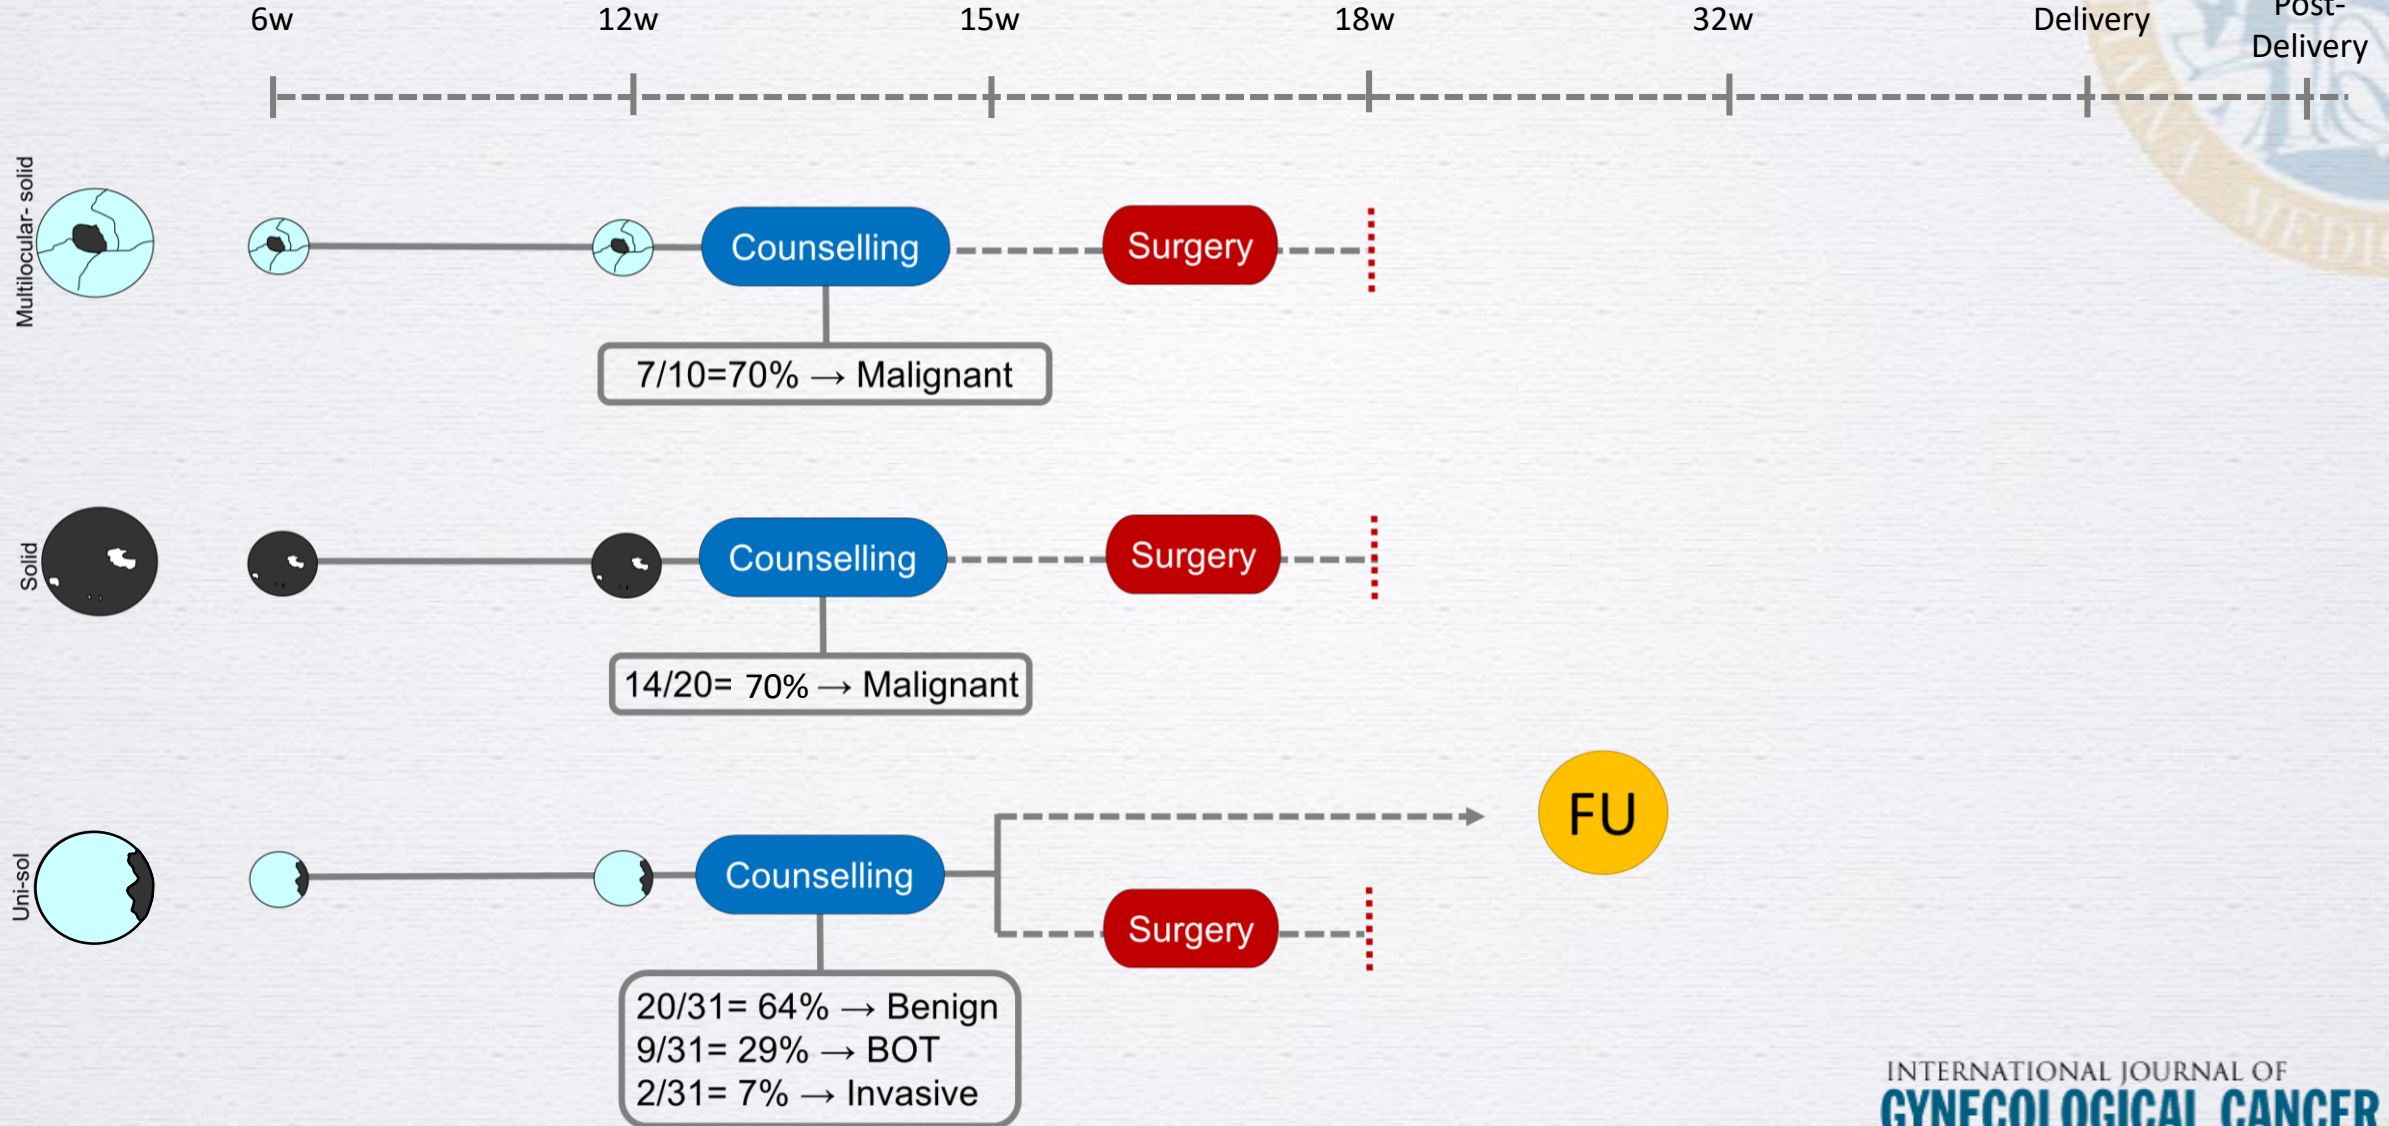 6w 12w 15w 18w 32w Delivery Post-
Delivery
Multilocular- solid
Counselling Surgery
7/10=70% → Malignant
Solid
Counselling Surgery
14/20= 70% → Malignant
FU
Uni-sol
Counselling
Surgery
20/31= 64% → Benign
9/31= 29% → BOT
2/31= 7% → Invasive
INTERNATIONAL JOURNAL OF
GYNECOLOGICAL CANCER